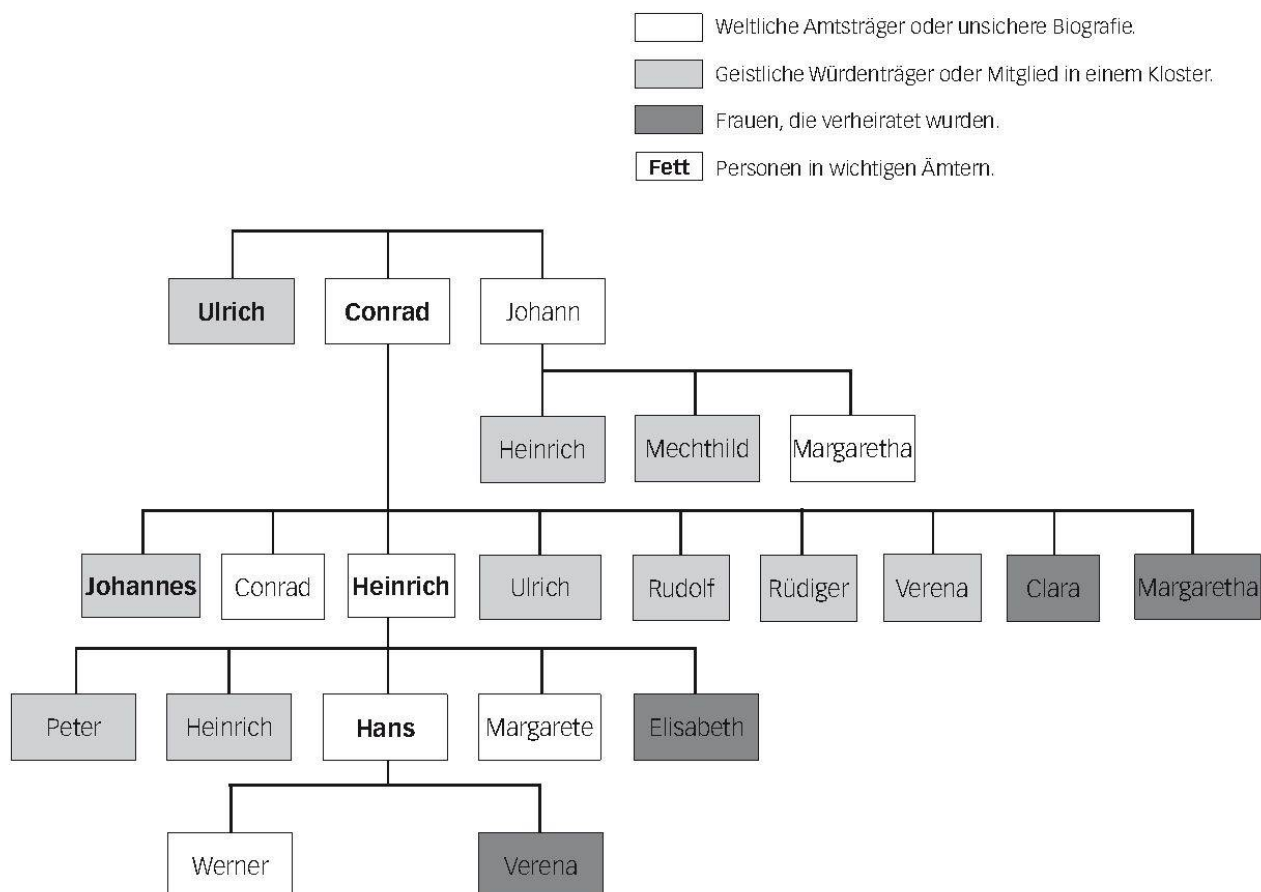 Weltliche Amtsträger oder unsichere Biografie.
Geistliche Würdenträger oder Mitglied in einem Kloster.
Frauen, die verheiratet wurden.
Fett Personen in wichtigen Ämtern.
Ulrich Conrad Johann
Heinrich Mechthild Margaretha
Johannes Conrad Heinrich Ulrich Rudolf Rüdiger Verena Clara Margaretha
Peter Heinrich Hans Margarete Elisabeth
Werner Verena